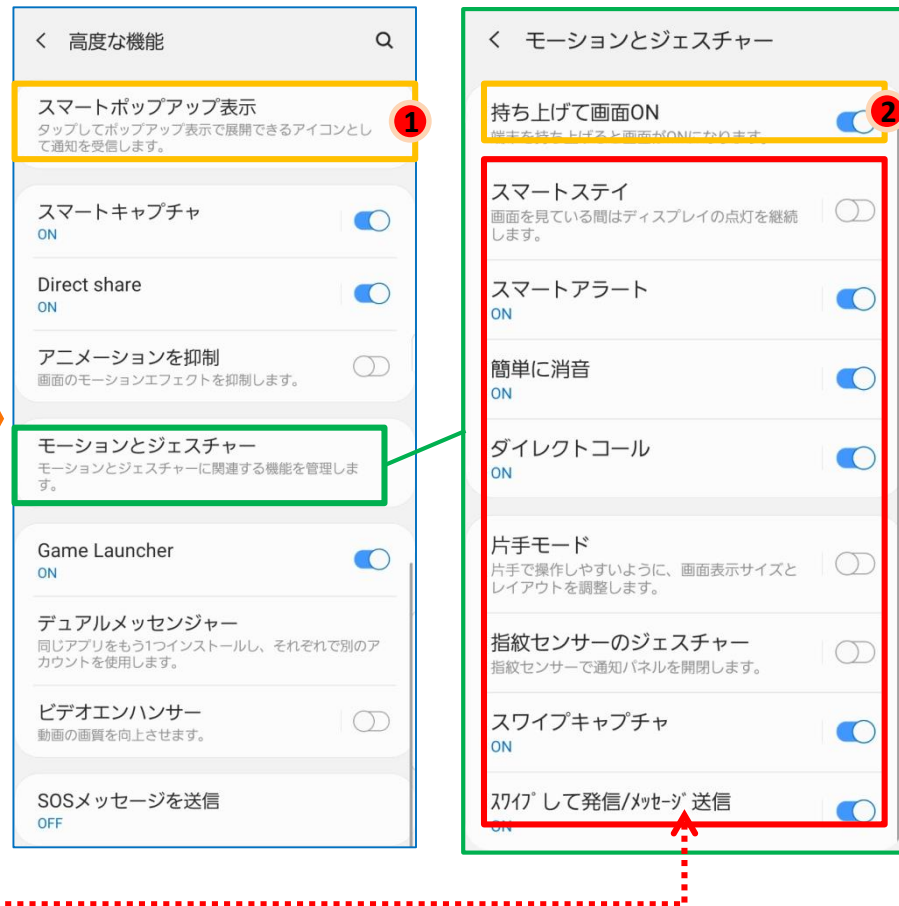 高度な機能
スマートポップアップ表示
タップしてポップアップ表示で展開できるアイコンとし
て通知を受信します。
1
スマートキャプチャ
ON
Direct share
ON
アニメーションを抑制
画面のモーションエフェクトを抑制します。
モーションとジェスチャー
モーションとジェスチャーに関連する機能を管理しま
す。
Game Launcher
ON
デュアルメッセンジャー
同じアプリをもう1つインストールし、それぞれで別のア
カウントを使用します。
ビデオエンハンサー
動画の画質を向上させます。
SOSメッセージを送信
OFF
モーションとジェスチャー
持ち上げて画面ON
2
端末を持ち上げると画面がONになります。
スマートステイ
画面を見ている間はディスプレイの点灯を継続
します。
スマートアラート
ON
簡単に消音
ON
ダイレクトコール
ON
片手モード
片手で操作しやすいように、画面表示サイズと
レイアウトを調整します。
指紋センサーのジェスチャー
指紋センサーで通知パネルを開閉します。
スワイプキャプチャ
ON
ｽﾜｲﾌﾟして発信/ﾒｯｾｰｼﾞ送信
ON